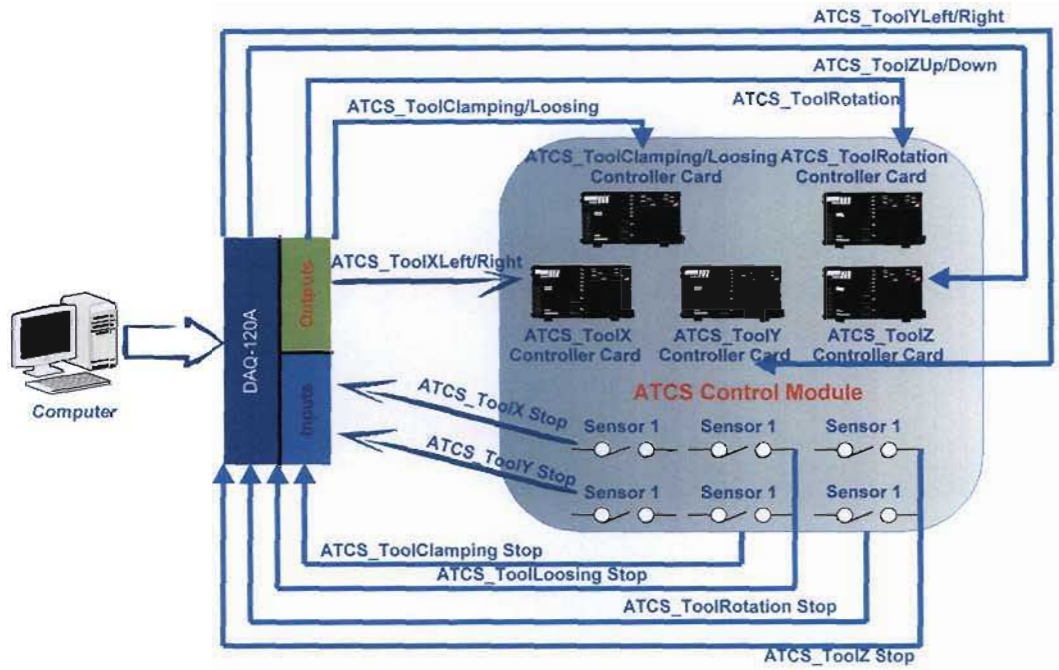 ATCS_ToolYLeft/Right
ATCS_ToolZUp/Down
ATCS_ToolRotation
ATCS_ToolClamping/Loosing
ATCS_ToolClamping/Loosing
Controller Card
ATCS_ToolRotation
Controller Card
ATCS_ToolXLeft/Right
Outputs
DAQ-120A
Inputs
Computer
ATCS_ToolX
Controller Card
ATCS_ToolY
Controller Card
ATCS_ToolZ
Controller Card
ATCS Control Module
ATCS_ToolX Stop
ATCS_ToolY Stop
Sensor 1
Sensor 1
Sensor 1
Sensor 1
Sensor 1
Sensor 1
ATCS_ToolClamping Stop
ATCS_ToolLoosing Stop
ATCS_ToolRotation Stop
ATCS_ToolZ Stop